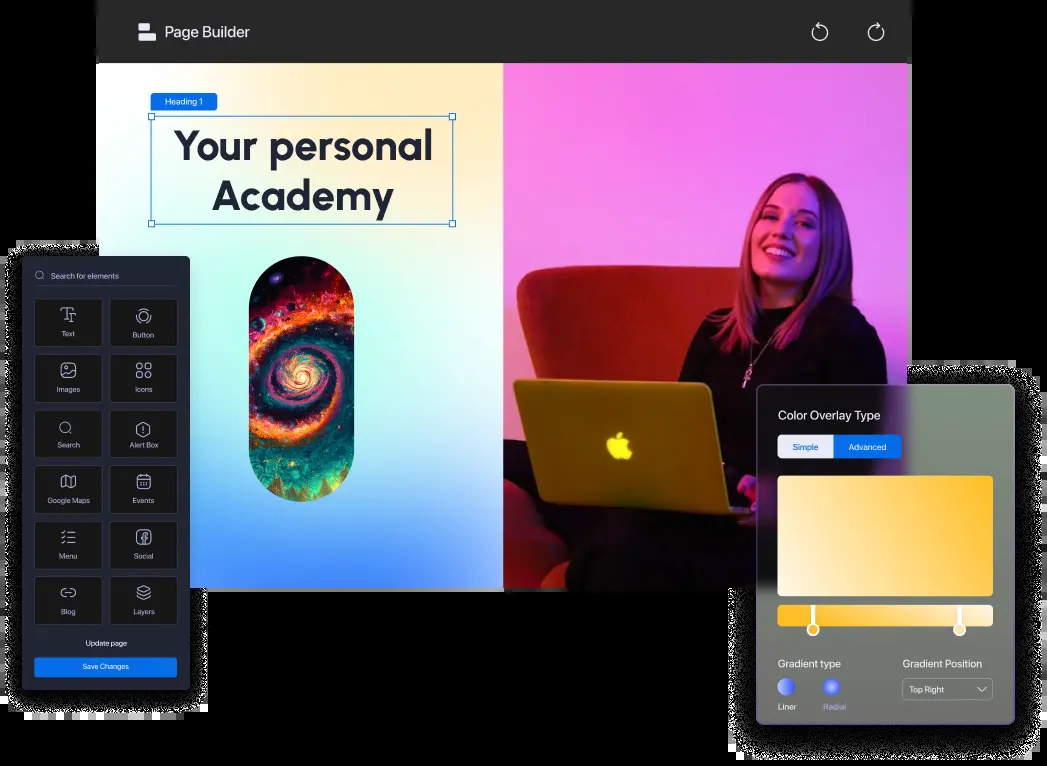 Page Builder
Heading 1
Your personal
Academy
Search for elements
Text
Button
Images
Icons
Search
Alert Box
Google Maps
Events
Menu
Social
Blog
Layers
Update page
Save Changes
Color Overlay Type
Simple
Advanced
Gradient type
Gradient Position
Liner
Radial
Top Right